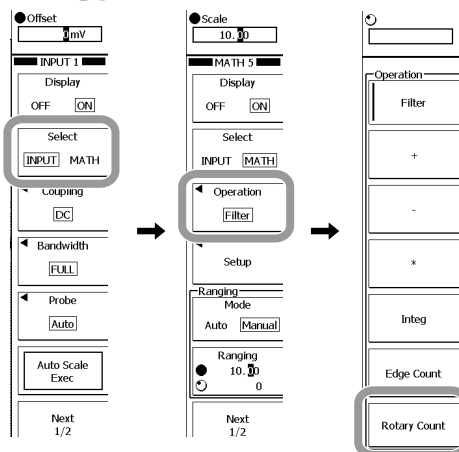 Offset
0 mV
INPUT 1
Display
OFF ON
Select
INPUT MATH
Coupling
DC
Bandwidth
FULL
Probe
Auto
Auto Scale
Exec
Next
1/2
Scale
10.00
MATH 5
Display
OFF ON
Select
INPUT MATH
Operation
Filter
Setup
Ranging
Mode
Auto Manual
Ranging
10.00
0
Next
1/2
Operation
Filter
+
-
*
Integ
Edge Count
Rotary Count